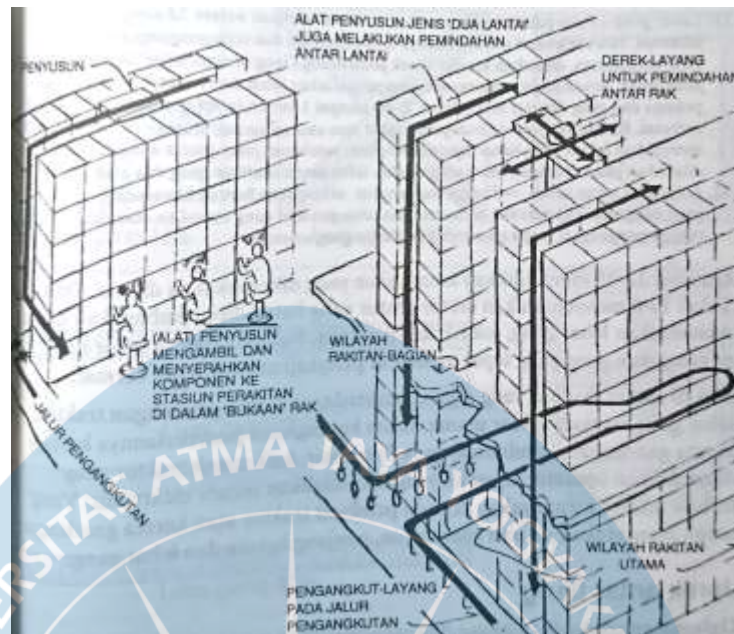 PENYUSUN
ALAT PENYUSUN JENIS 'DUA LANTAI'
JUGA MELAKUKAN PEMINDAHAN
ANTAR LANTAI
DEREK-LAYANG
UNTUK PEMINDAHAN
ANTAR RAK
(ALAT) PENYUSUN
MENGAMBIL DAN
MENYERAHKAN
KOMPONEN KE
STASIUN PERAKITAN
DI DALAM 'BUKAAN' RAK
JALUR PENGANGKUTAN
WILAYAH
RAKITAN-BAGIAN
WILAYAH RAKITAN
UTAMA
PENGANGKUT-LAYANG
PADA JALUR
PENGANGKUTAN
ERSITAS ATMA JAYA